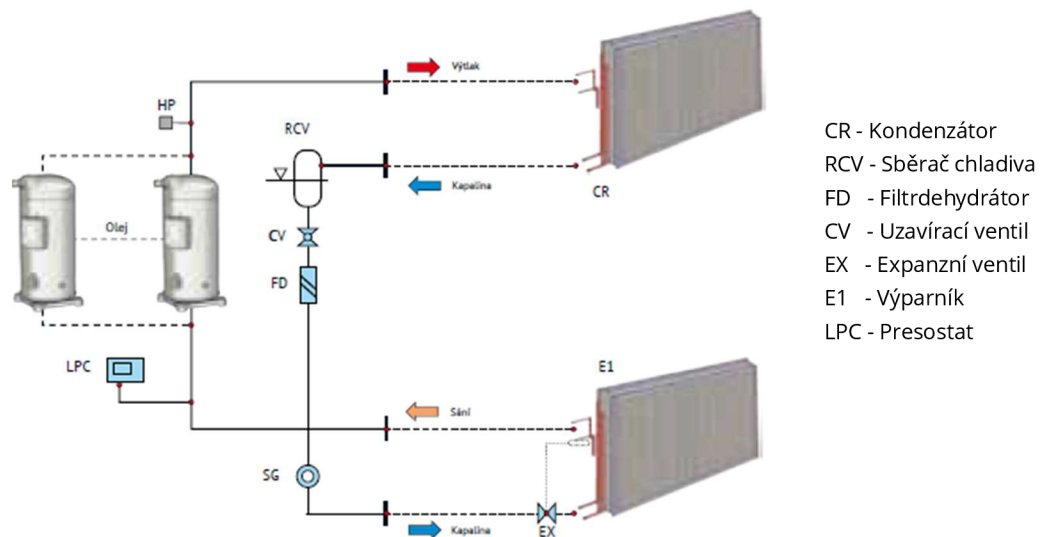 Výtlak
HP
RCV
Kapalina
CR
Olej
CV
FD
LPC
E1
Sání
SG
Kapalina
EX
CR - Kondenzátor
RCV - Sběrač chladiva
FD - Filtrdehydrátor
CV - Uzavírací ventil
EX - Expanzní ventil
E1 - Výparník
LPC - Presostat